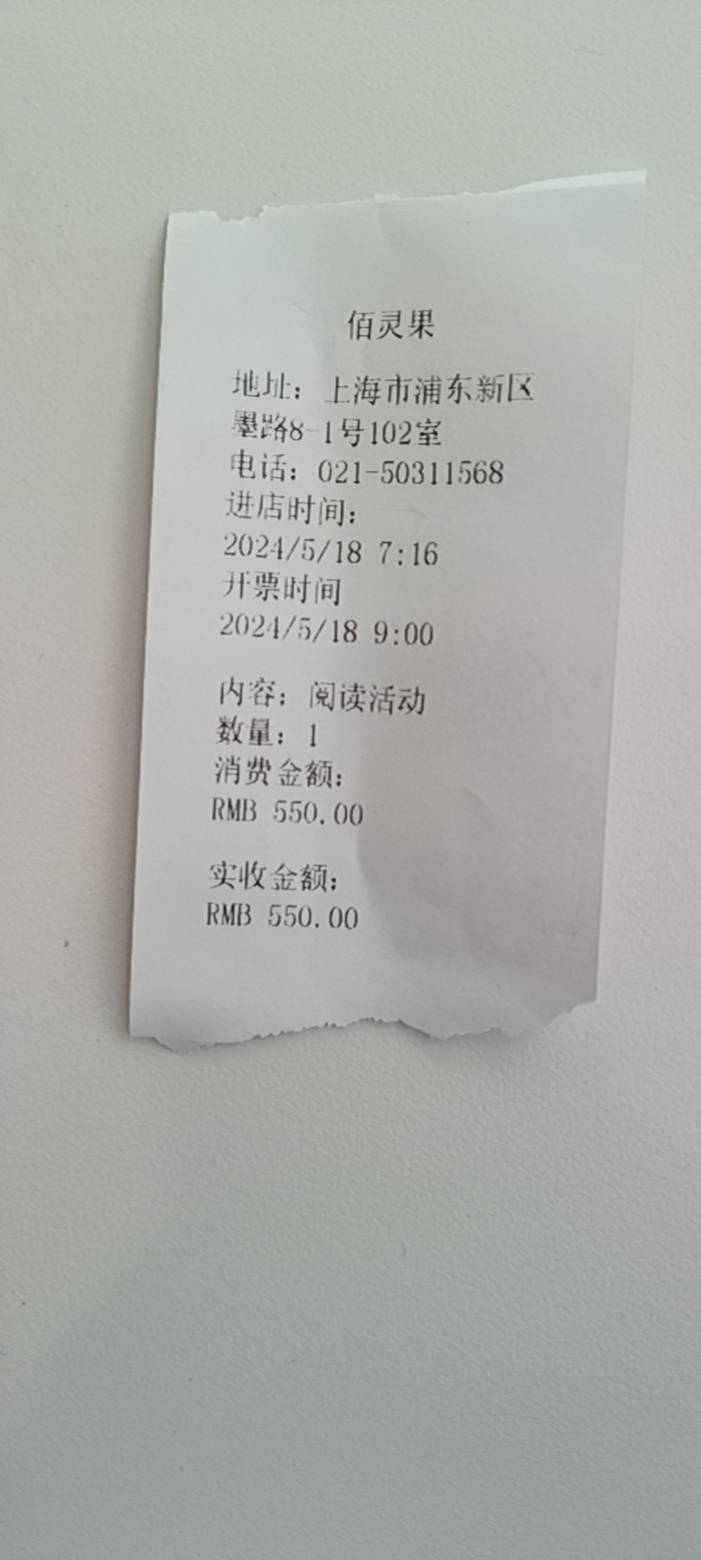 佰灵果
地址：上海市浦东新区
墨路8-1号102室
电话：021-50311568
进店时间：
2024/5/18 7:16
开票时间
2024/5/18 9:00
内容：阅读活动
数量：1
消费金额：
RMB 550.00
实收金额：
RMB 550.00